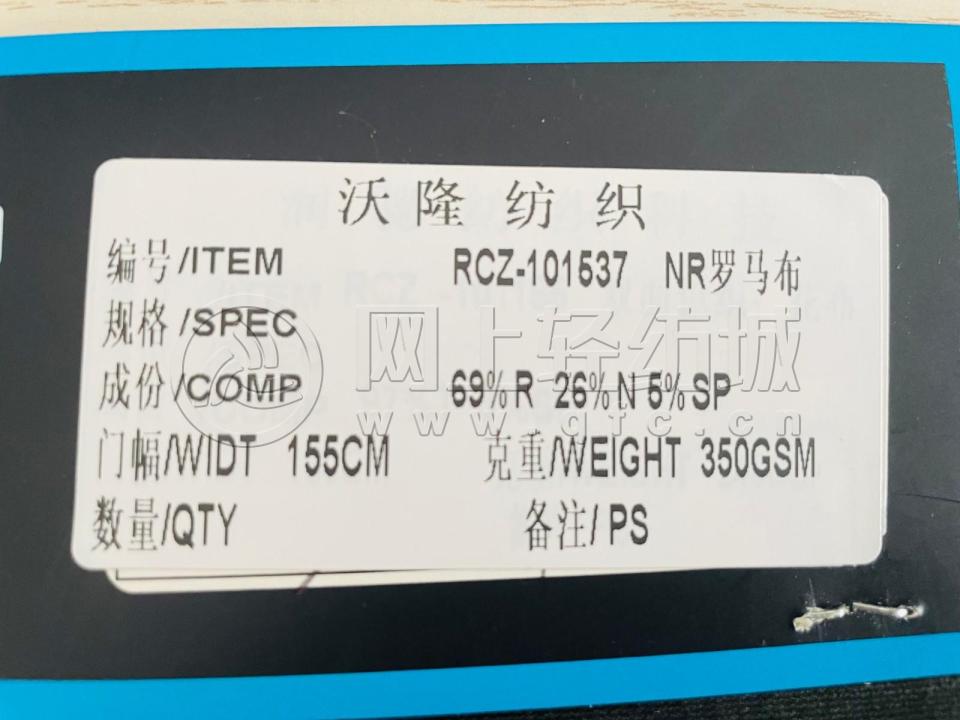 沃隆纺织
编号/ITEM RCZ-101537 NR罗马布
规格/SPEC
成份/COMP 69%R 26%N 5%SP
门幅/WIDT 155CM 克重/WEIGHT 350GSM
数量/QTY 备注/PS
网上轻纺城
www.qfc.cn